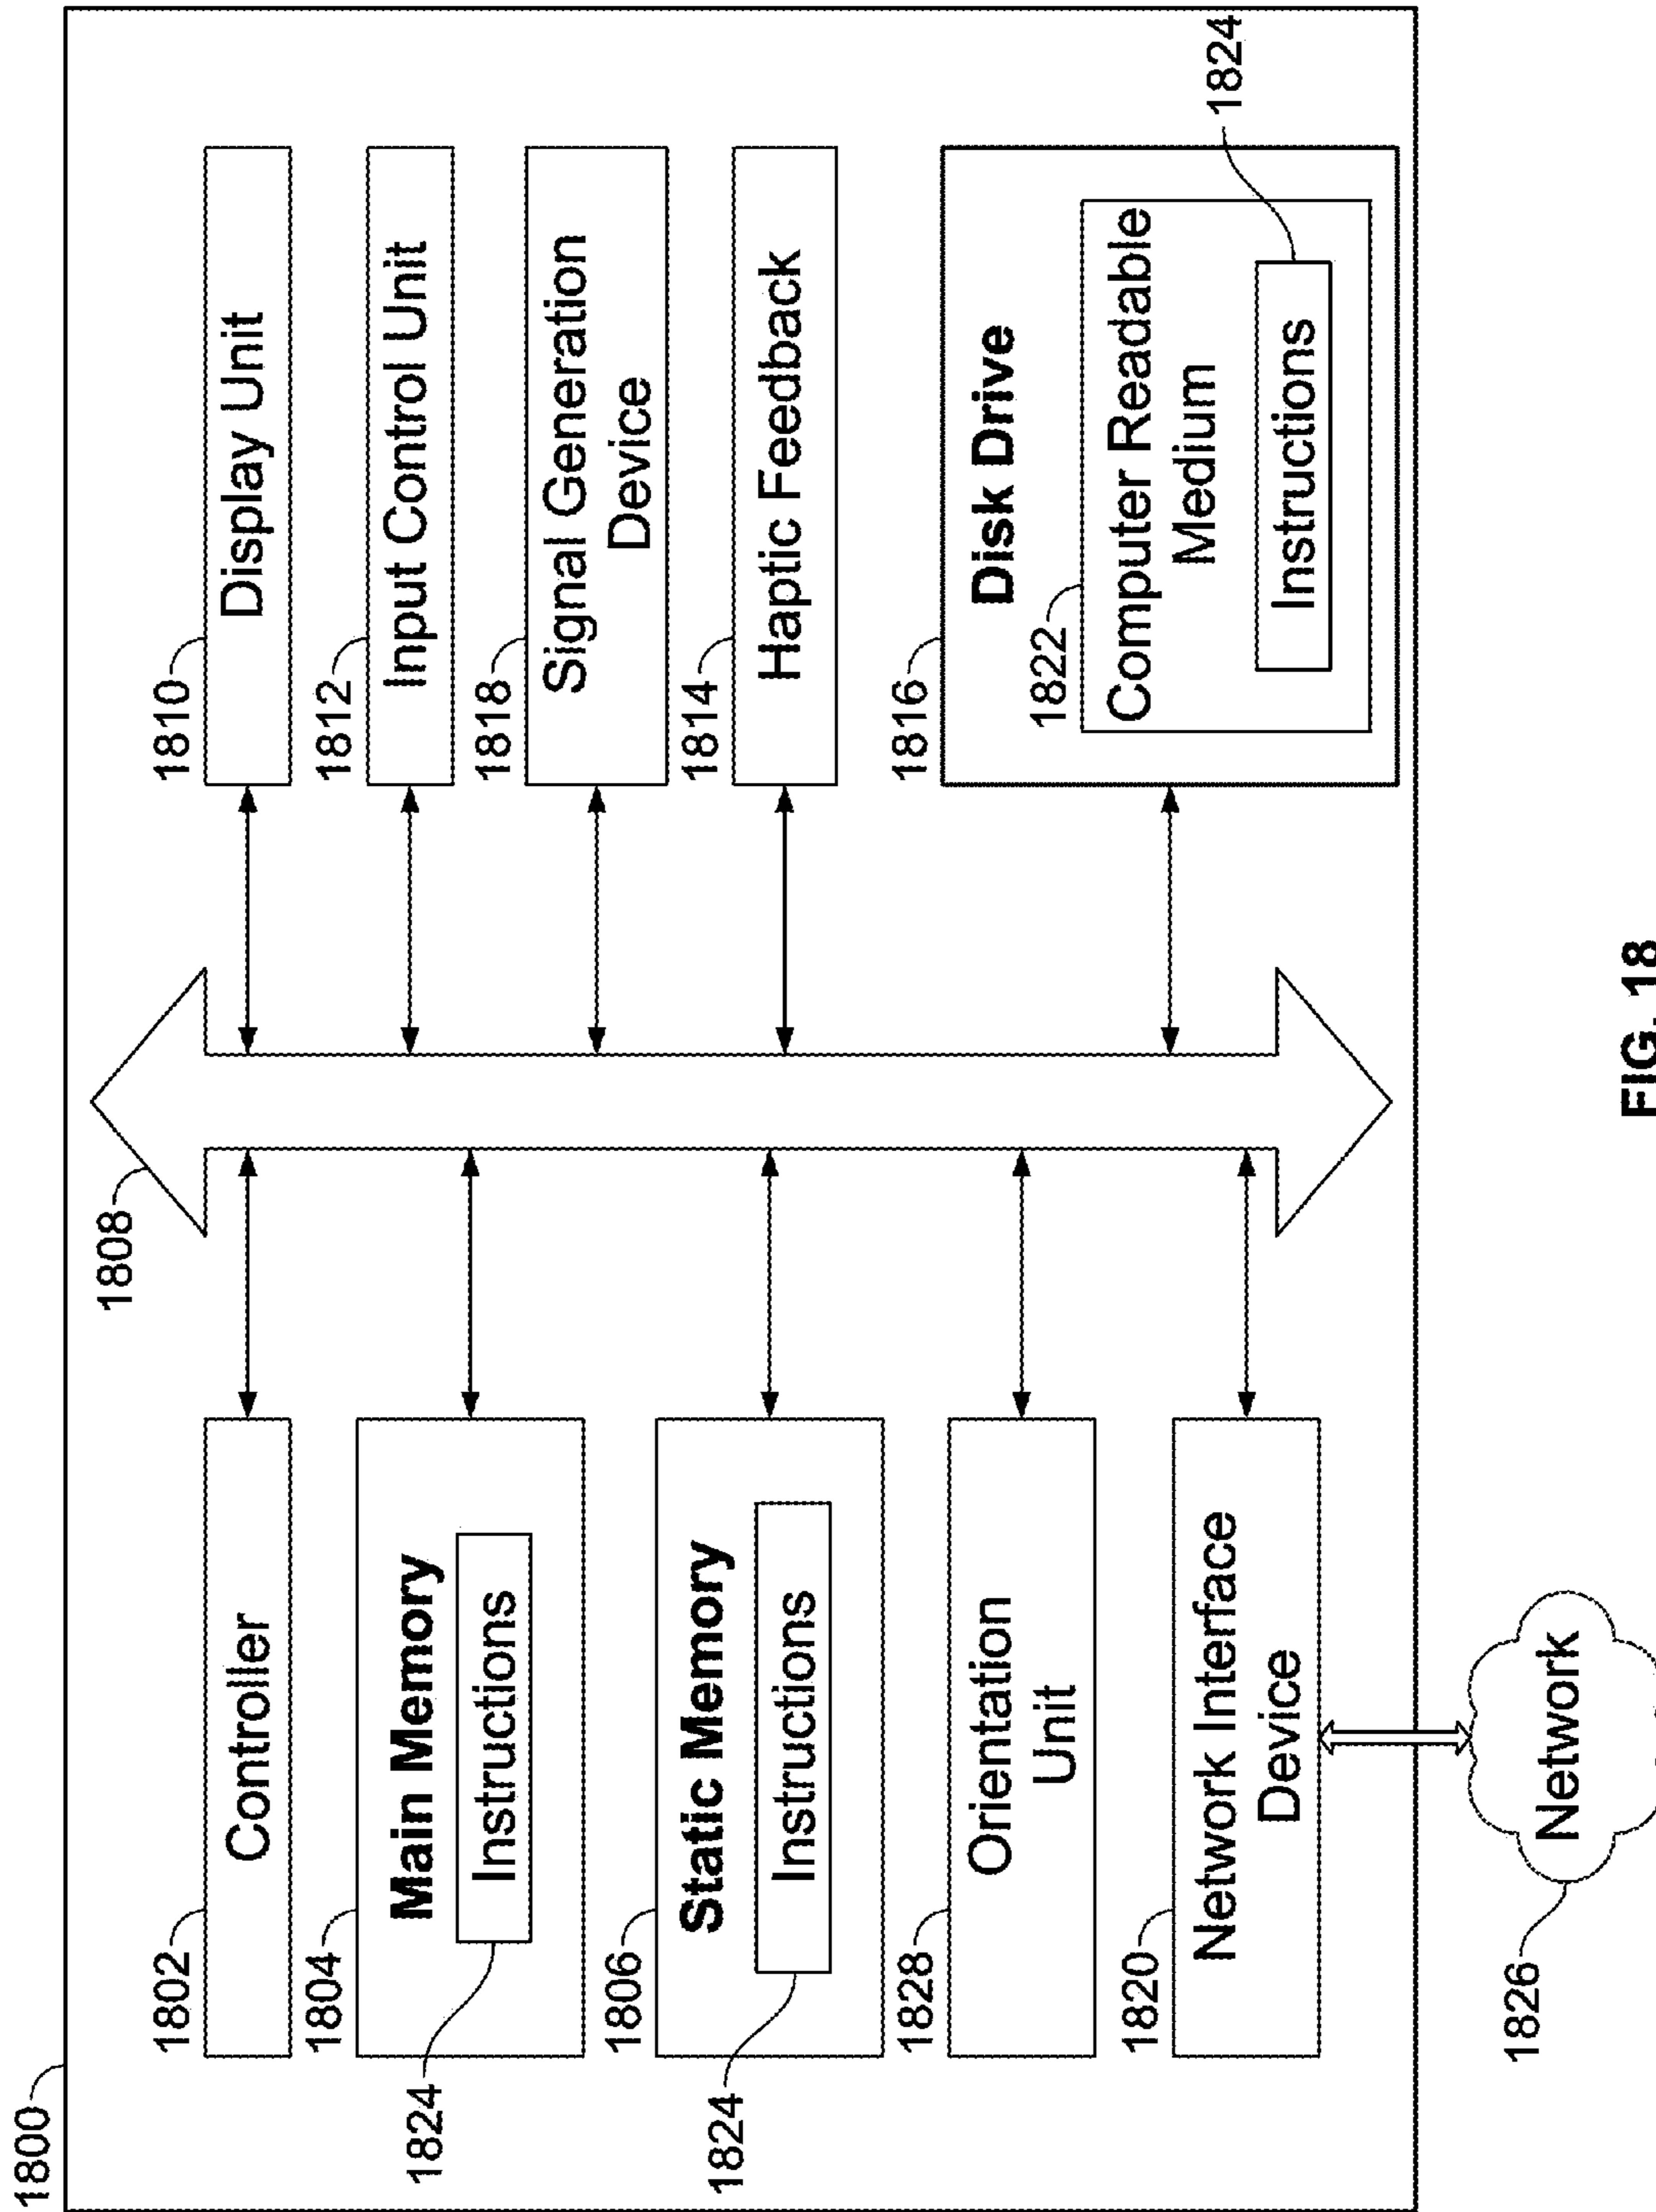 1800
1808
1802
Controller
1804
Main Memory
Instructions
1824
1806
Static Memory
Instructions
1824
1828
Orientation
Unit
1820
Network Interface
Device
1826
Network
1810
Display Unit
1812
Input Control Unit
1818
Signal Generation
Device
1814
Haptic Feedback
1816
Disk Drive
1822
Computer Readable
Medium
Instructions
1824
FIG. 18